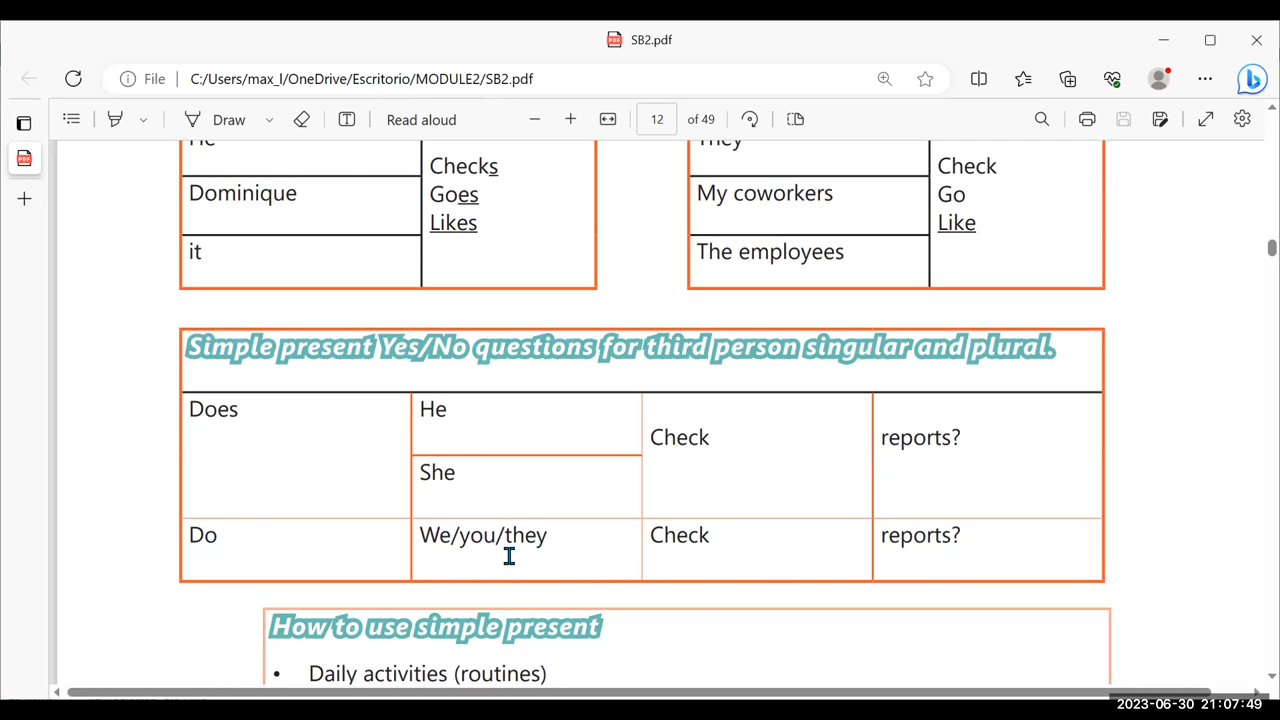 SB2.pdf
File
C:/Users/max_l/OneDrive/Escritorio/MODULE2/SB2.pdf
Draw
Read aloud
12
of 49
He
Dominique
it
Checks
Goes
Likes
They
My coworkers
The employees
Check
Go
Like
Simple present Yes/No questions for third person singular and plural.
Does
He
She
Check
reports?
Do
We/you/they
Check
reports?
How to use simple present
• Daily activities (routines)
2023-06-30 21:07:49